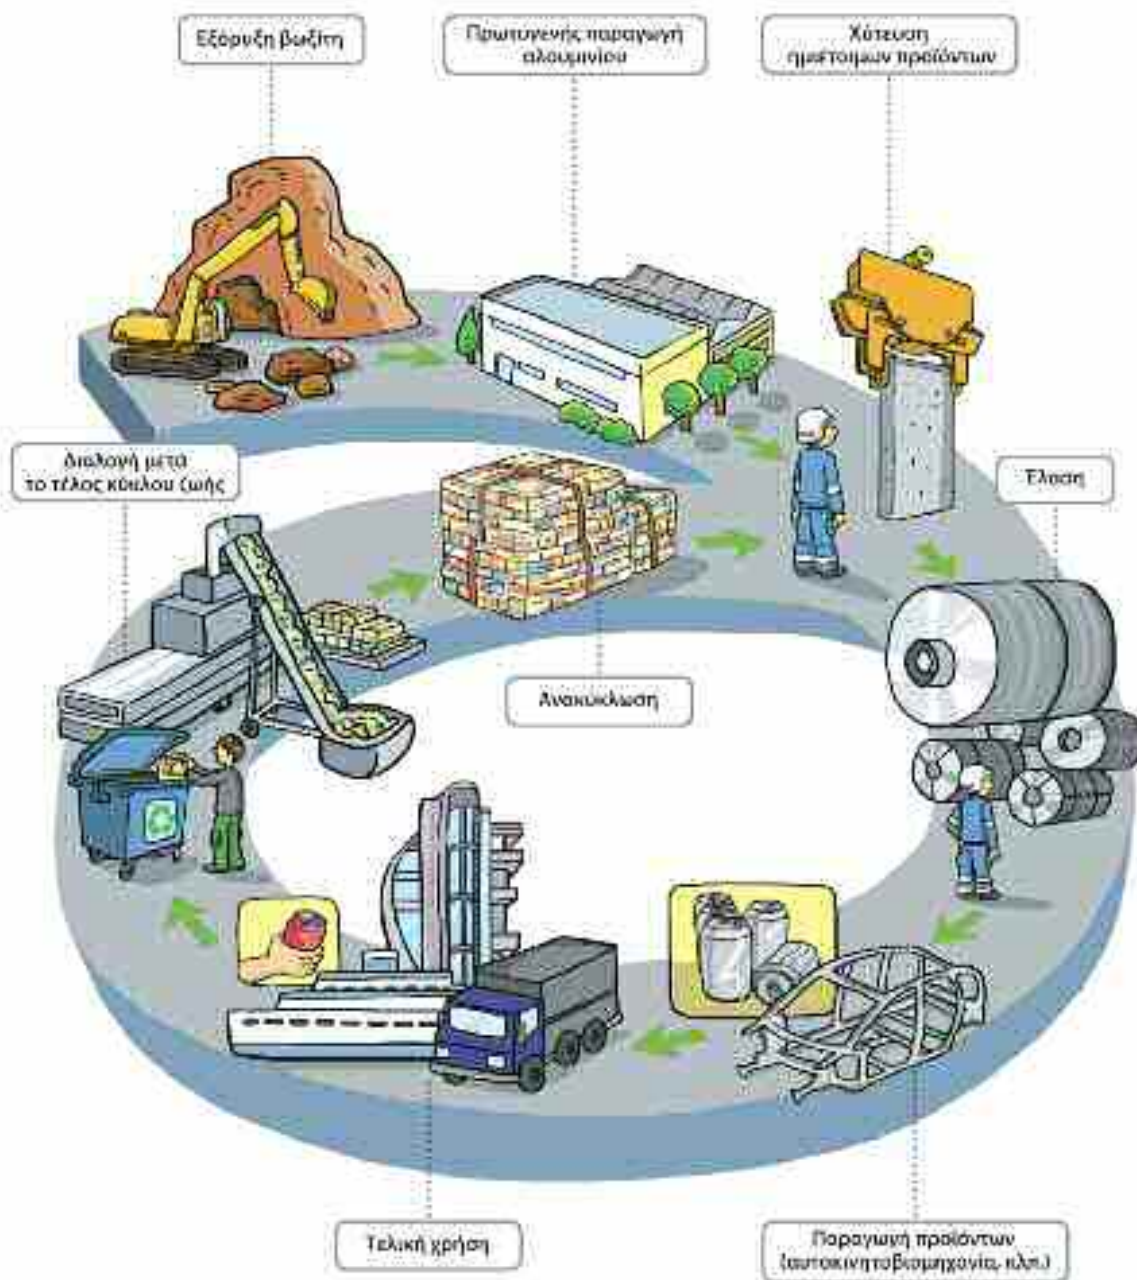 Εξόρυξη βωξίτη
Πρωτογενής παραγωγή
αλουμινίου
Χύτευση
ημιέτοιμων προϊόντων
Διαλογή μετά
το τέλος κύκλου ζωής
Έλαση
Ανακύκλωση
Τελική χρήση
Παραγωγή προϊόντων
(αυτοκινητοβιομηχανία, κλπ.)